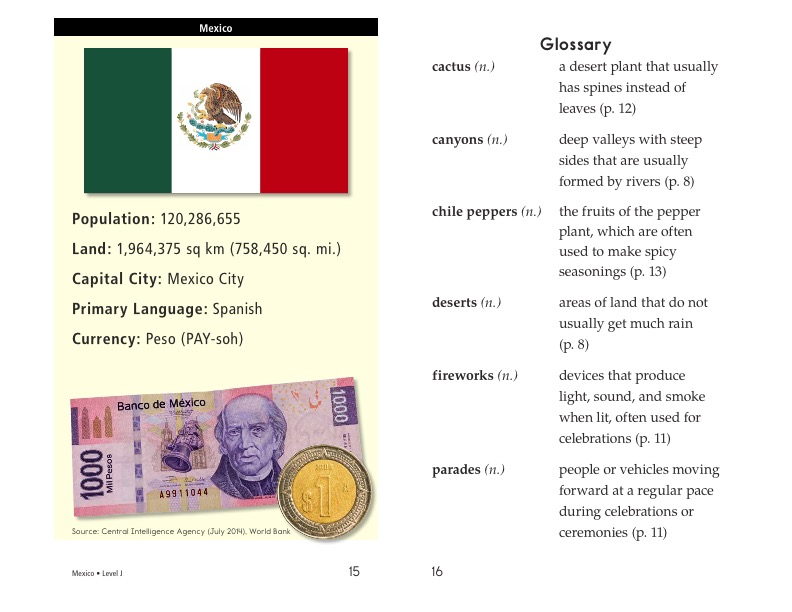 Mexico
Population: 120,286,655
Land: 1,964,375 sq km (758,450 sq. mi.)
Capital City: Mexico City
Primary Language: Spanish
Currency: Peso (PAY-soh)
Banco de México
1000
1000
Mil Pesos
A9911044
$1
Source: Central Intelligence Agency (July 2014), World Bank
Mexico • Level J
15
Glossary
cactus (n.) a desert plant that usually
has spines instead of
leaves (p. 12)
canyons (n.) deep valleys with steep
sides that are usually
formed by rivers (p. 8)
chile peppers (n.) the fruits of the pepper
plant, which are often
used to make spicy
seasonings (p. 13)
deserts (n.) areas of land that do not
usually get much rain
(p. 8)
fireworks (n.) devices that produce
light, sound, and smoke
when lit, often used for
celebrations (p. 11)
parades (n.) people or vehicles moving
forward at a regular pace
during celebrations or
ceremonies (p. 11)
16